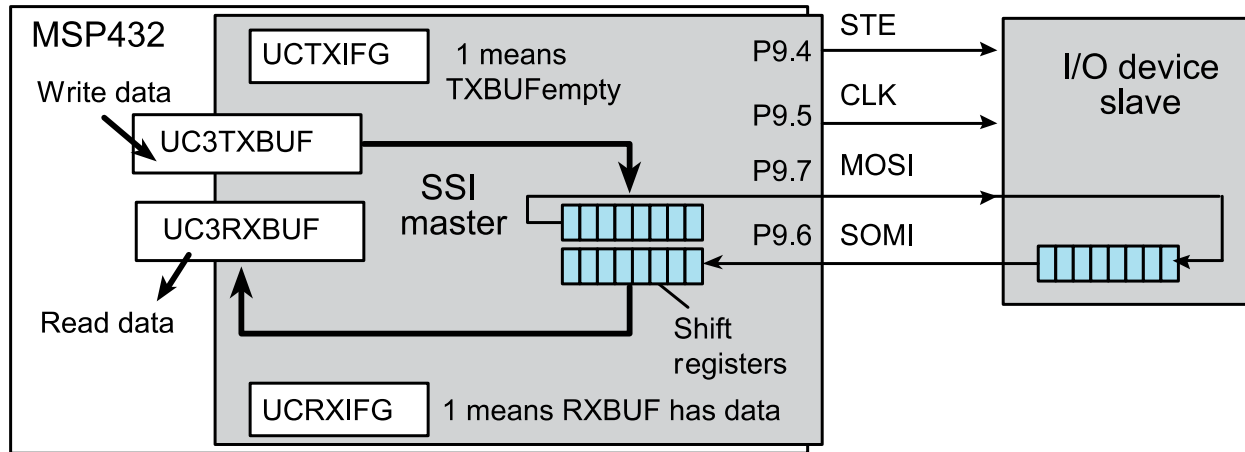 MSP432
Write data
UC3TXBUF
UC3RXBUF
Read data
UCTXIFG
1 means
TXBUFempty
SSI
master
Shift
registers
UCRXIFG
1 means RXBUF has data
P9.4
STE
P9.5
CLK
P9.7
MOSI
P9.6
SOMI
I/O device
slave